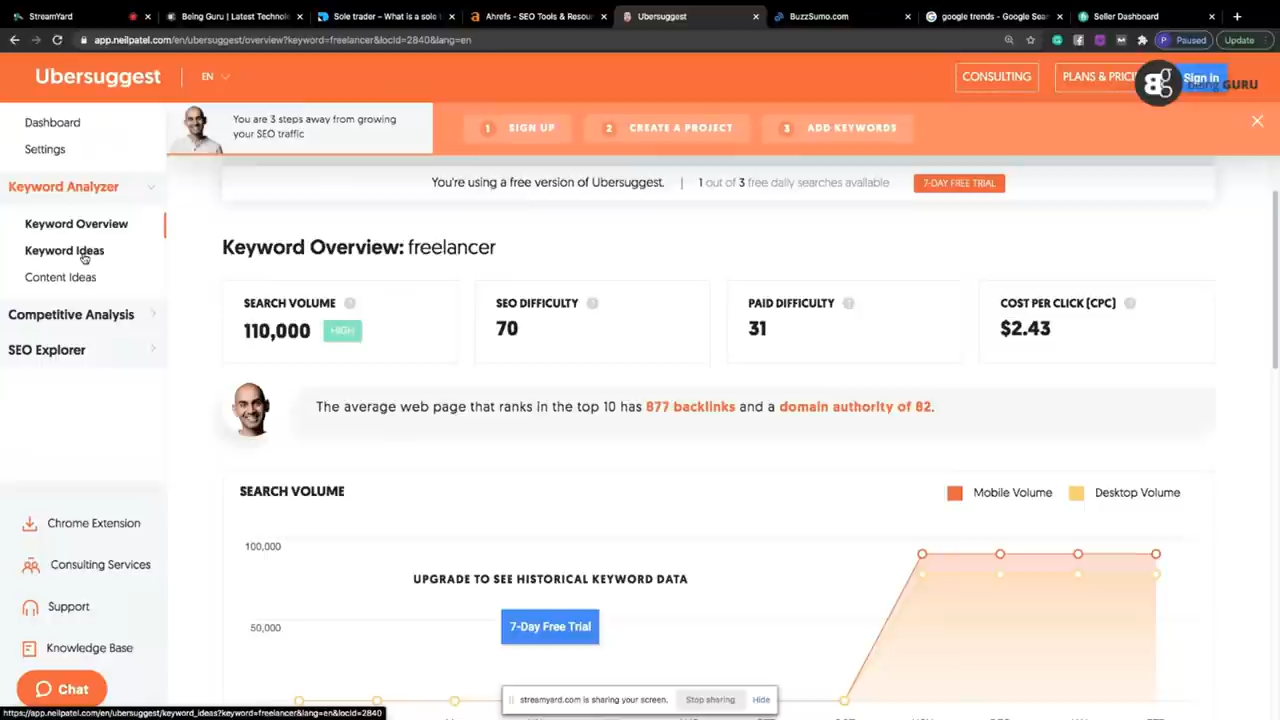 StreamYard
Being Guru | Latest Technolo
Sole trader – What is a sole t
Ahrefs - SEO Tools & Resour
Ubersuggest
BuzzSumo.com
google trends - Google Sear
Seller Dashboard
app.neilpatel.com/en/ubersuggest/overview?keyword=freelancer&locId=2840&lang=en
Paused
Update
Ubersuggest
EN
CONSULTING
PLANS & PRICI
Sign in
being GURU
Dashboard
Settings
Keyword Analyzer
Keyword Overview
Keyword Ideas
Content Ideas
Competitive Analysis
SEO Explorer
Chrome Extension
Consulting Services
Support
Knowledge Base
Chat
You are 3 steps away from growing
your SEO traffic
1 SIGN UP
2 CREATE A PROJECT
3 ADD KEYWORDS
You're using a free version of Ubersuggest. | 1 out of 3 free daily searches available
7-DAY FREE TRIAL
Keyword Overview: freelancer
SEARCH VOLUME
110,000 HIGH
SEO DIFFICULTY
70
PAID DIFFICULTY
31
COST PER CLICK (CPC)
$2.43
The average web page that ranks in the top 10 has 877 backlinks and a domain authority of 82.
SEARCH VOLUME
Mobile Volume
Desktop Volume
100,000
50,000
UPGRADE TO SEE HISTORICAL KEYWORD DATA
7-Day Free Trial
streamyard.com is sharing your screen.
Stop sharing
Hide
https://app.neilpatel.com/en/ubersuggest/keyword_ideas?keyword=freelancer&lang=en&locId=2840